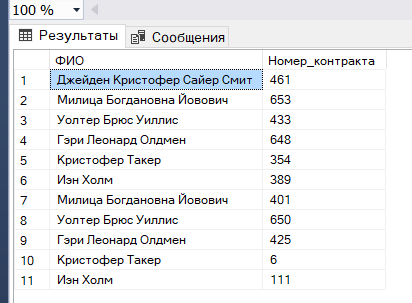 100 %
Результаты Сообщения
ФИО Номер_контракта
1 Джейден Кристофер Сайер Смит 461
2 Милица Богдановна Йовович 653
3 Уолтер Брюс Уиллис 433
4 Гэри Леонард Олдмен 648
5 Кристофер Такер 354
6 Иэн Холм 389
7 Милица Богдановна Йовович 401
8 Уолтер Брюс Уиллис 650
9 Гэри Леонард Олдмен 425
10 Кристофер Такер 6
11 Иэн Холм 111